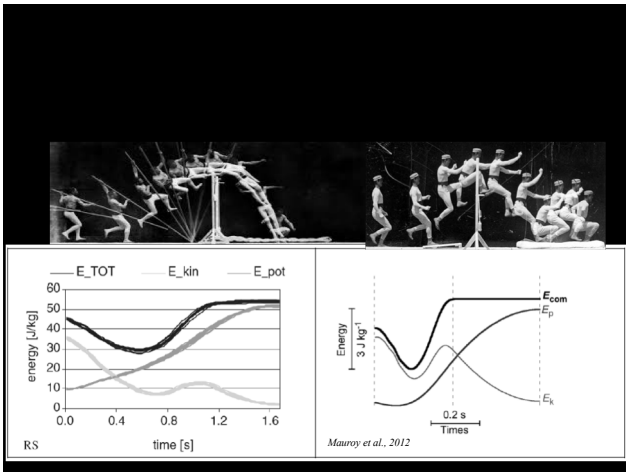 E_TOT E_kin E_pot
energy [J/kg]
60
50
40
30
20
10
0
0.0 0.4 0.8 1.2 1.6
time [s]
RS
Energy
3 J kg-1
Ecom
Ep
Ek
0.2 s
Times
Mauroy et al., 2012